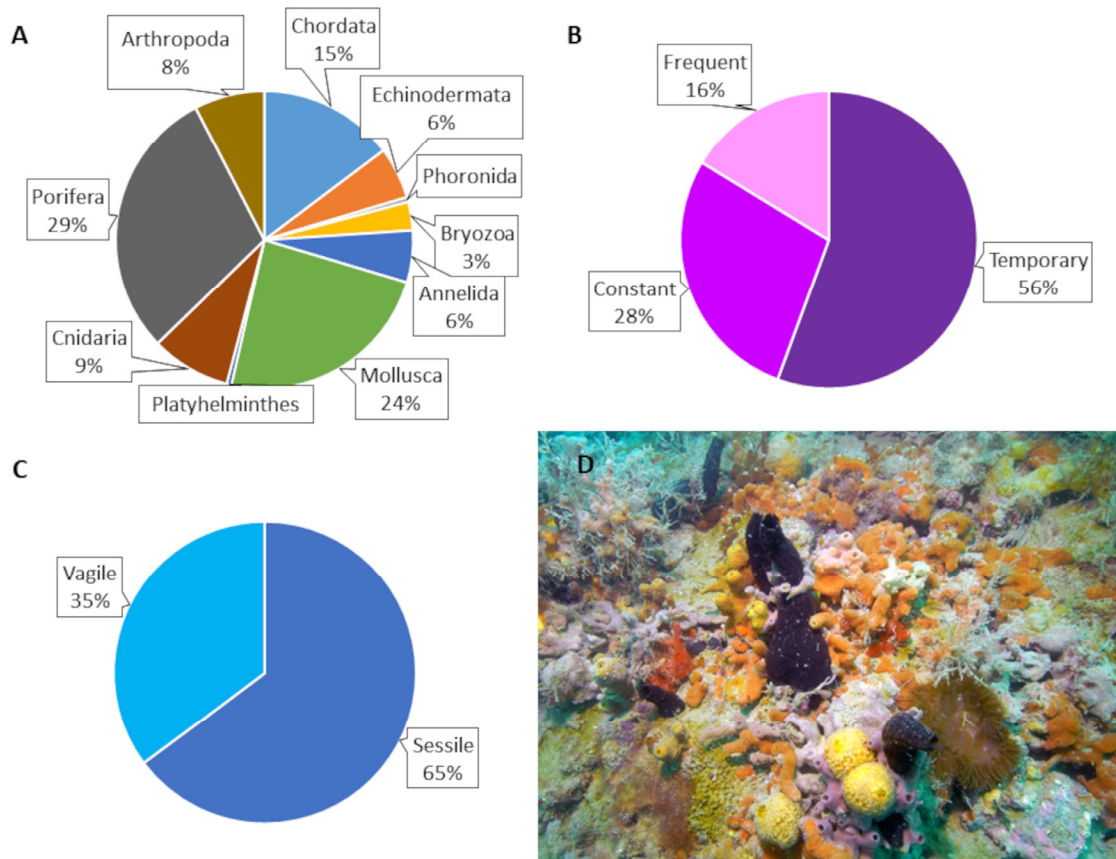 A
Arthropoda
8%
Chordata
15%
Echinodermata
6%
Phoronida
Bryozoa
3%
Annelida
6%
Mollusca
24%
Platyhelminthes
Cnidaria
9%
Porifera
29%
B
Frequent
16%
Constant
28%
Temporary
56%
C
Vagile
35%
Sessile
65%
D